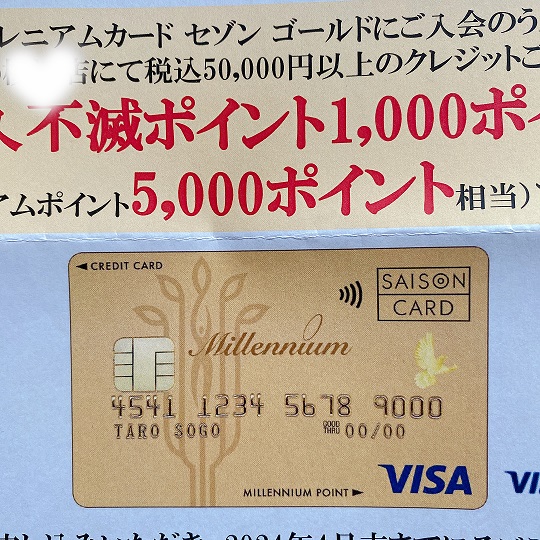 レニアムカード セゾン ゴールドにご入会のう
店にて税込50,000円以上のクレジットご
不滅ポイント1,000ポイ
アムポイント5,000ポイント相当)
CREDIT CARD
SAISON
CARD
Millennium
4541 1234 5678 9000
TARO SOGO
GOOD THRU 00/00
MILLENNIUM POINT
VISA